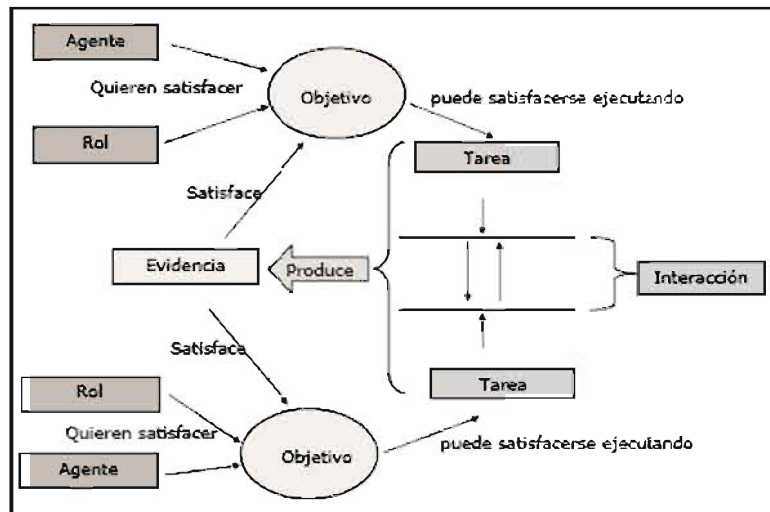 Agente
Quieren satisfacer
Objetivo
puede satisfacerse ejecutando
Rol
Tarea
Satisface
Evidencia
Produce
Interacción
Satisface
Rol
Tarea
Quieren satisfacer
Objetivo
puede satisfacerse ejecutando
Agente